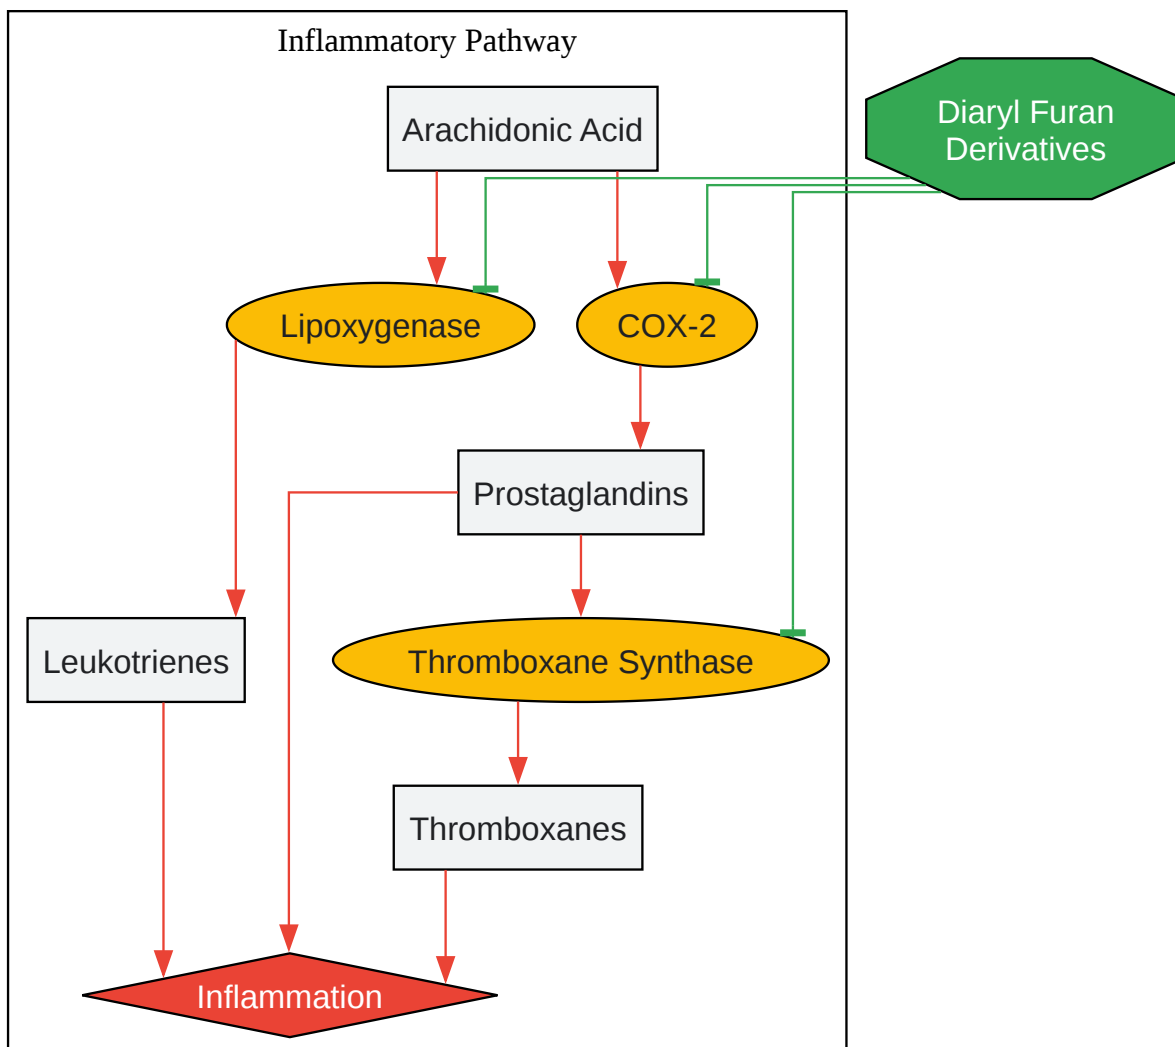 Inflammatory Pathway
Arachidonic Acid
Diaryl Furan
Derivatives
Lipoxygenase
COX-2
Prostaglandins
Leukotrienes
Thromboxane Synthase
Thromboxanes
Inflammation